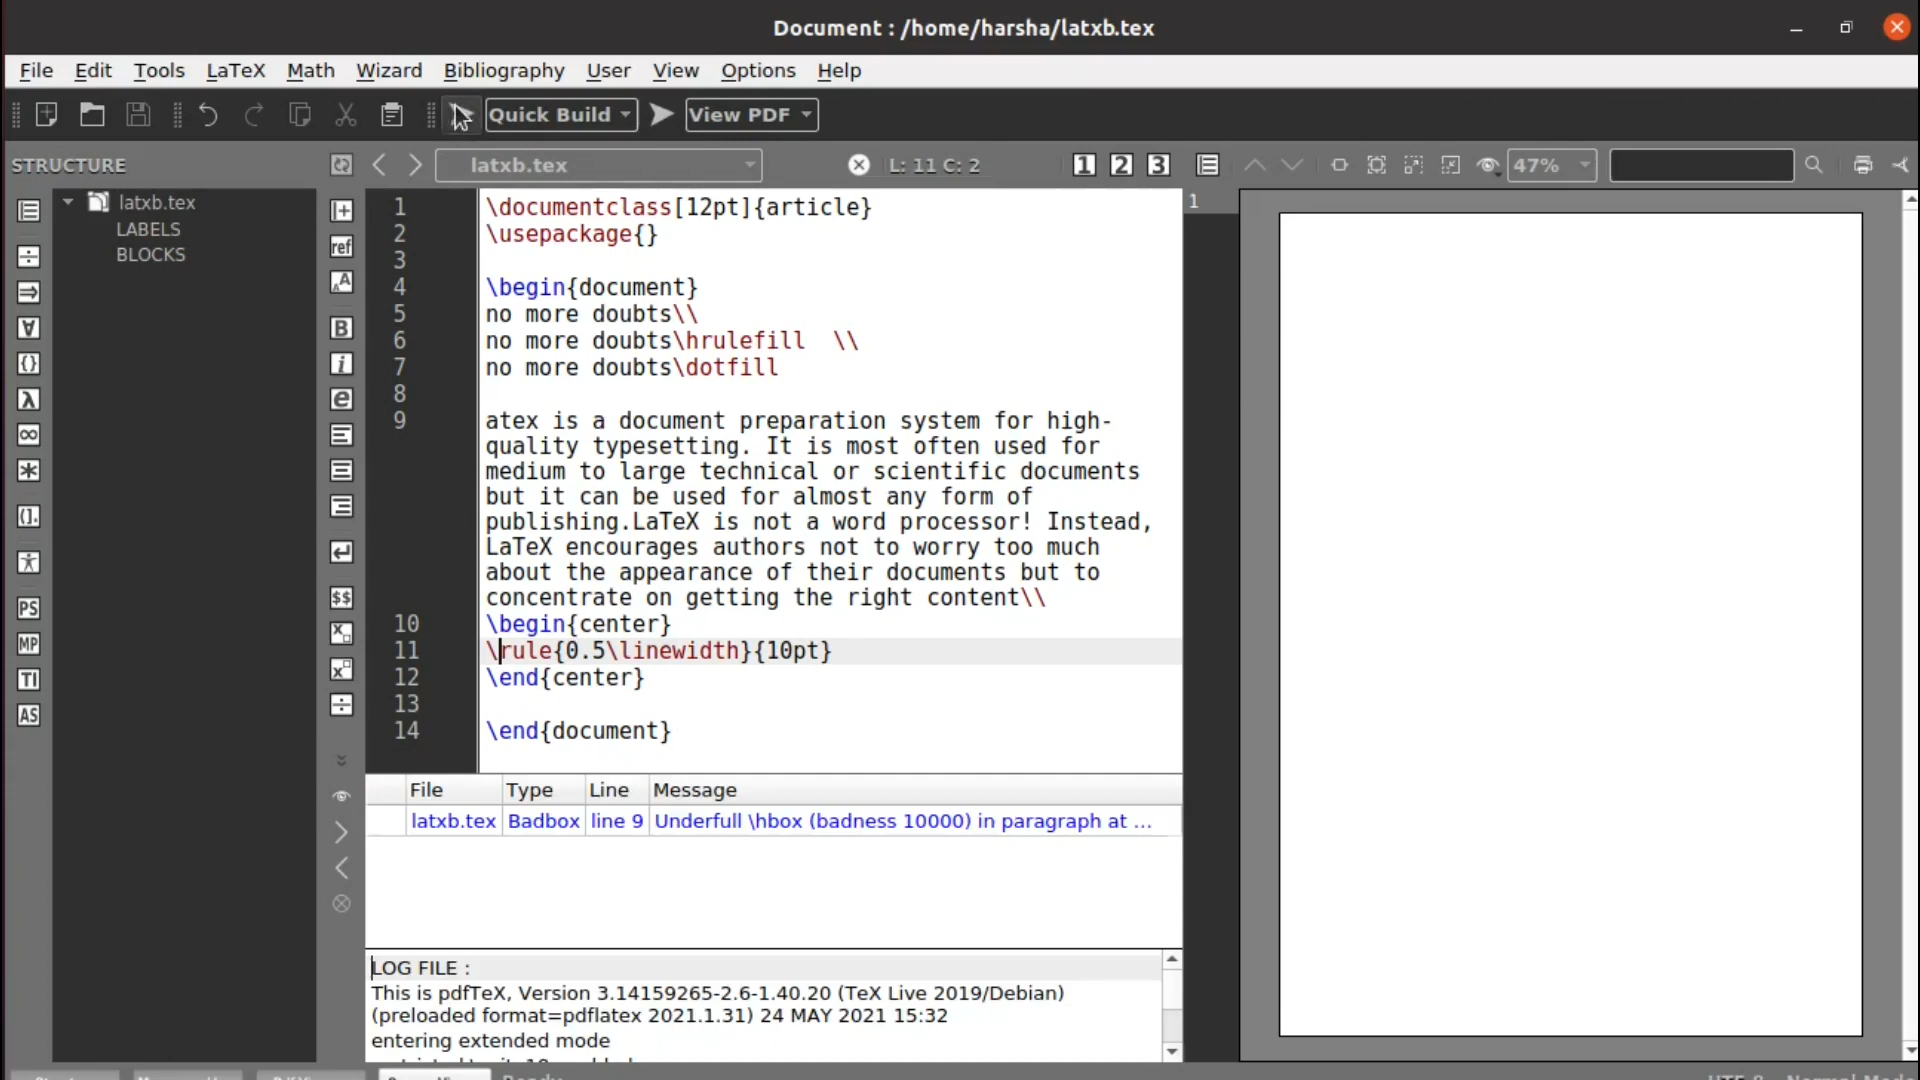 Document : /home/harsha/latxb.tex
File Edit Tools LaTeX Math Wizard Bibliography User View Options Help
Quick Build View PDF
STRUCTURE
latxb.tex
L: 11 C: 2
1 2 3
47%
latxb.tex
LABELS
BLOCKS
ref
PS
MP
TI
AS
$$
1 \documentclass[12pt]{article}
2 \usepackage{}
3
4 \begin{document}
5 no more doubts\\
6 no more doubts\hrulefill \\
7 no more doubts\dotfill
8
9 atex is a document preparation system for high-
quality typesetting. It is most often used for
medium to large technical or scientific documents
but it can be used for almost any form of
publishing.LaTeX is not a word processor! Instead,
LaTeX encourages authors not to worry too much
about the appearance of their documents but to
concentrate on getting the right content\\
10 \begin{center}
11 \rule{0.5\linewidth}{10pt}
12 \end{center}
13
14 \end{document}
1
File Type Line Message
latxb.tex Badbox line 9 Underfull \hbox (badness 10000) in paragraph at ...
LOG FILE :
This is pdfTeX, Version 3.14159265-2.6-1.40.20 (TeX Live 2019/Debian)
(preloaded format=pdflatex 2021.1.31) 24 MAY 2021 15:32
entering extended mode